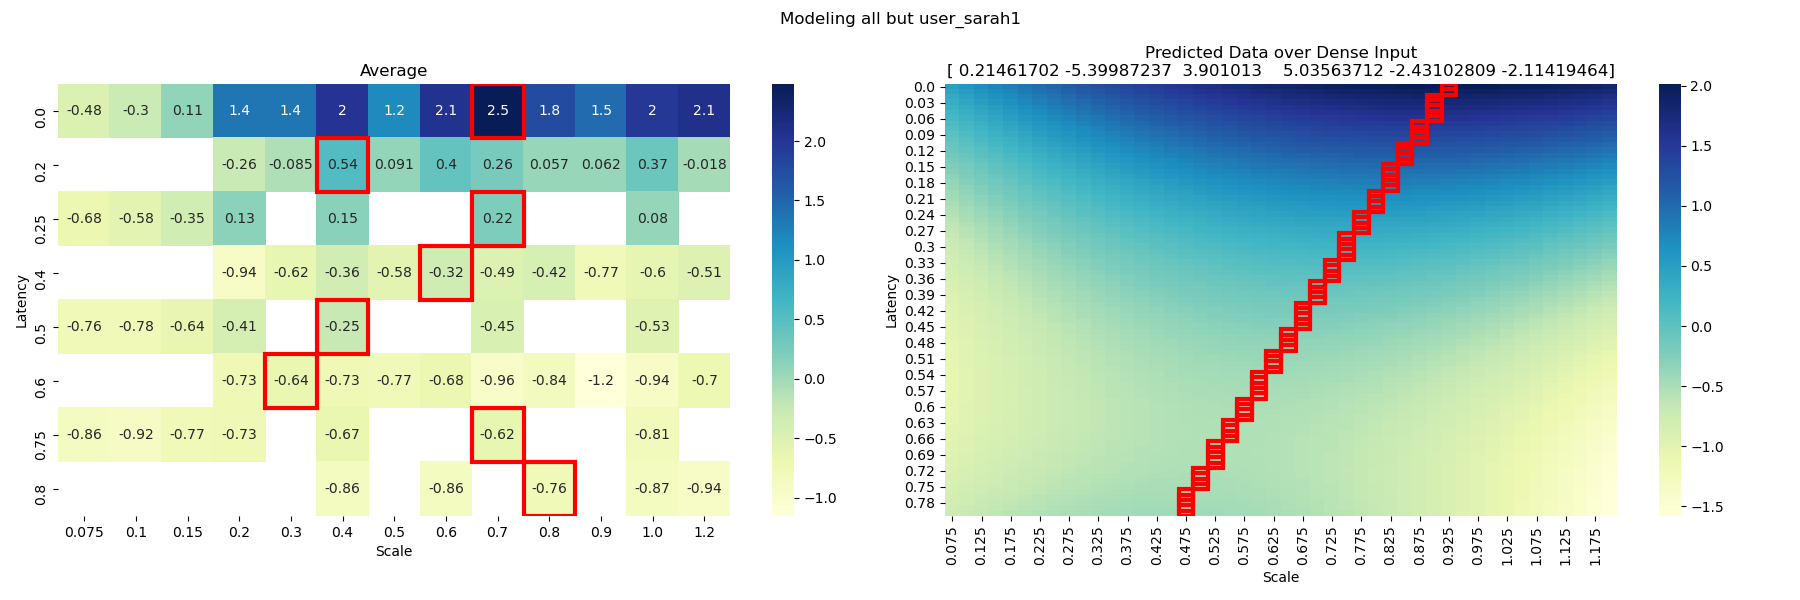 Modeling all but user_sarah1
Average
0.0 -0.48 -0.3 0.11 1.4 1.4 2 1.2 2.1 2.5 1.8 1.5 2 2.1
0.2 -0.26 -0.085 0.54 0.091 0.4 0.26 0.057 0.062 0.37 -0.018
0.25 -0.68 -0.58 -0.35 0.13 0.15 0.22 0.08
0.4 -0.94 -0.62 -0.36 -0.58 -0.32 -0.49 -0.42 -0.77 -0.6 -0.51
0.5 -0.76 -0.78 -0.64 -0.41 -0.25 -0.45 -0.53
0.6 -0.73 -0.64 -0.73 -0.77 -0.68 -0.96 -0.84 -1.2 -0.94 -0.7
0.75 -0.86 -0.92 -0.77 -0.73 -0.67 -0.62 -0.81
0.8 -0.86 -0.86 -0.76 -0.87 -0.94
0.075 0.1 0.15 0.2 0.3 0.4 0.5 0.6 0.7 0.8 0.9 1.0 1.2
Scale
Latency
2.0
1.5
1.0
0.5
0.0
−0.5
−1.0
Predicted Data over Dense Input
[ 0.21461702 -5.39987237 3.901013 5.03563712 -2.43102809 -2.11419464]
0.0
0.03
0.06
0.09
0.12
0.15
0.18
0.21
0.24
0.27
0.3
0.33
0.36
0.39
0.42
0.45
0.48
0.51
0.54
0.57
0.6
0.63
0.66
0.69
0.72
0.75
0.78
Latency
0.075 0.125 0.175 0.225 0.275 0.325 0.375 0.425 0.475 0.525 0.575 0.625 0.675 0.725 0.775 0.825 0.875 0.925 0.975 1.025 1.075 1.125 1.175
Scale
2.0
1.5
1.0
0.5
0.0
−0.5
−1.0
−1.5